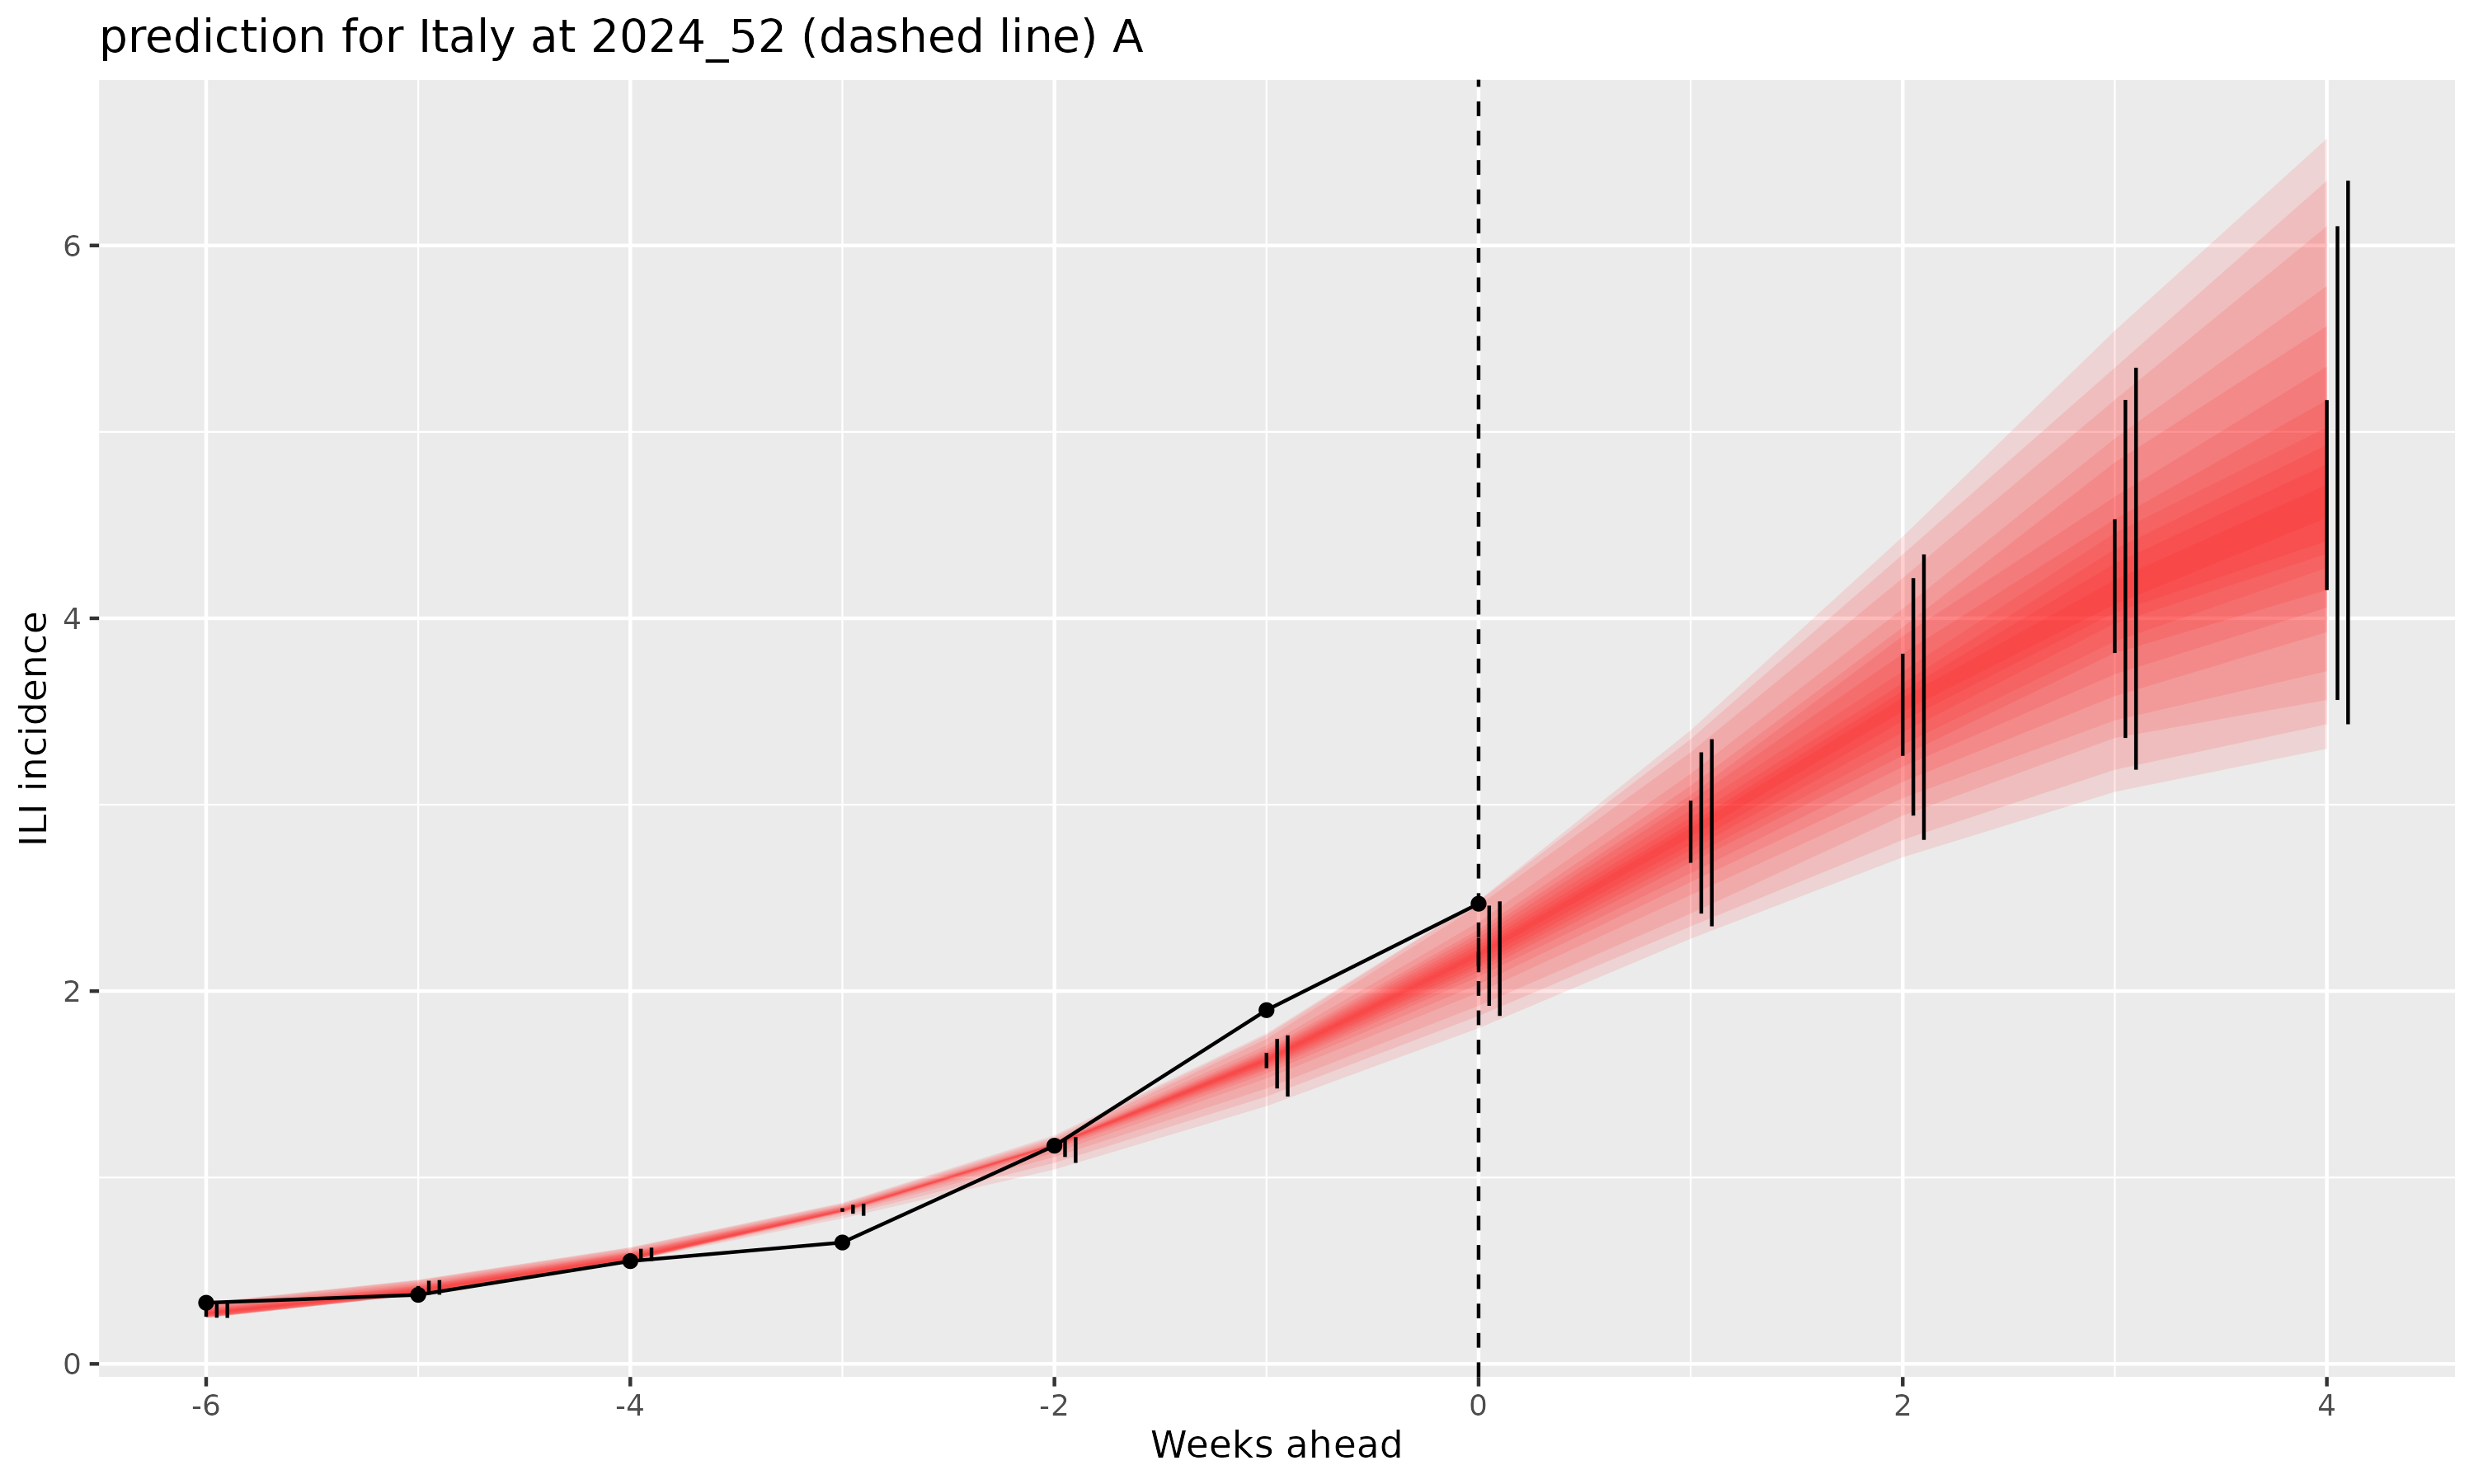 prediction for Italy at 2024_52 (dashed line) A
ILI incidence
6
4
2
0
-6 -4 -2 0 2 4
Weeks ahead